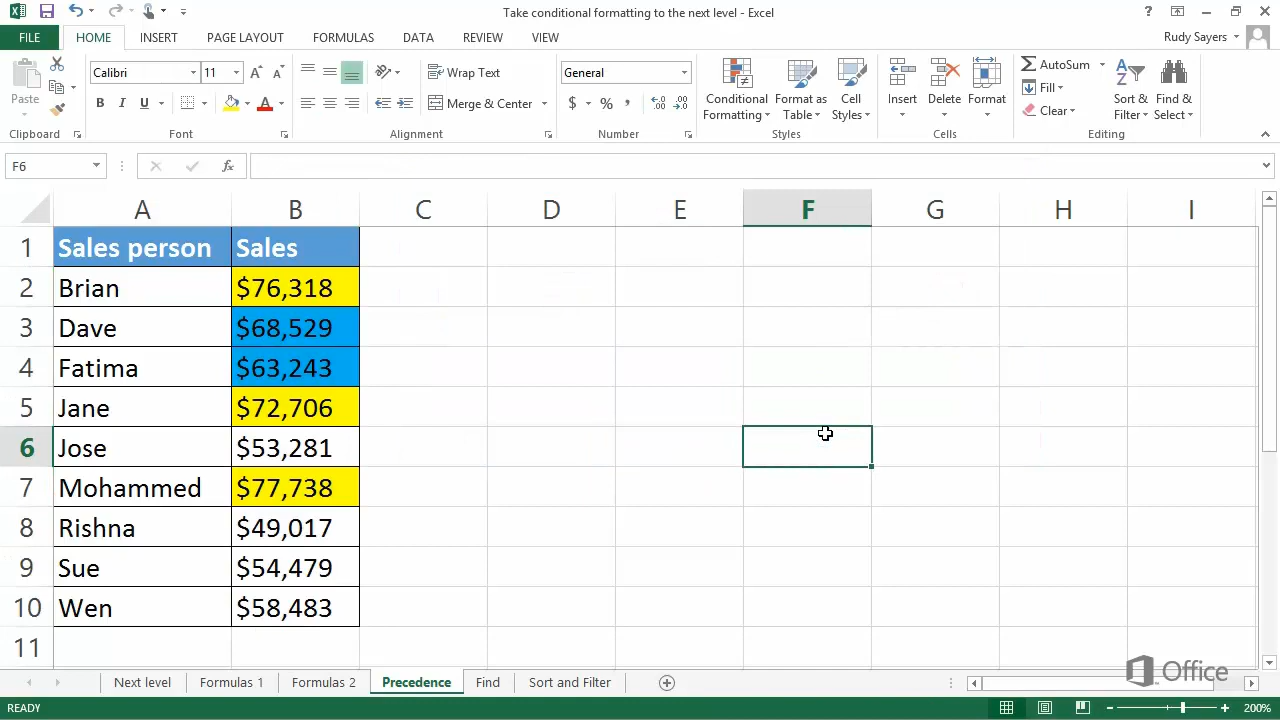 Take conditional formatting to the next level - Excel
?
FILE HOME INSERT PAGE LAYOUT FORMULAS DATA REVIEW VIEW
Rudy Sayers
Paste
Clipboard
Calibri 11
B I U
Font
Wrap Text
Merge & Center
Alignment
General
$ % ,
Number
Conditional Formatting
Format as Table
Cell Styles
Styles
Insert Delete Format
Cells
AutoSum
Fill
Clear
Sort & Filter
Find & Select
Editing
F6
fx
A B C D E F G H I
1 Sales person Sales
2 Brian $76,318
3 Dave $68,529
4 Fatima $63,243
5 Jane $72,706
6 Jose $53,281
7 Mohammed $77,738
8 Rishna $49,017
9 Sue $54,479
10 Wen $58,483
11
Office
Next level Formulas 1 Formulas 2 Precedence Find Sort and Filter
READY
200%